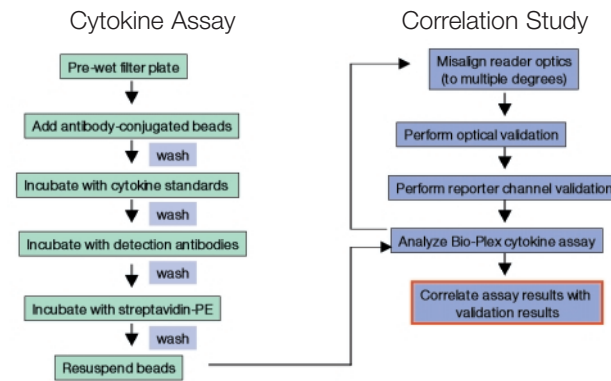 Cytokine Assay
Pre-wet filter plate
Add antibody-conjugated beads
wash
Incubate with cytokine standards
wash
Incubate with detection antibodies
wash
Incubate with streptavidin-PE
wash
Resuspend beads
Correlation Study
Misalign reader optics
(to multiple degrees)
Perform optical validation
Perform reporter channel validation
Analyze Bio-Plex cytokine assay
Correlate assay results with
validation results